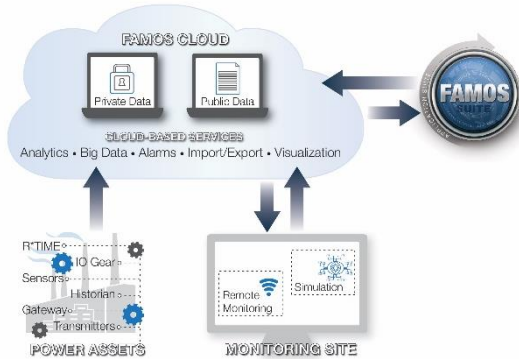 FAMOS CLOUD
Private Data
Public Data
CLOUD-BASED SERVICES
Analytics • Big Data • Alarms • Import/Export • Visualization
FAMOS
SUITE
R*TIME
IO Gear
Sensors
Historian
Gateway
Transmitters
POWER ASSETS
Remote
Monitoring
Simulation
MONITORING SITE